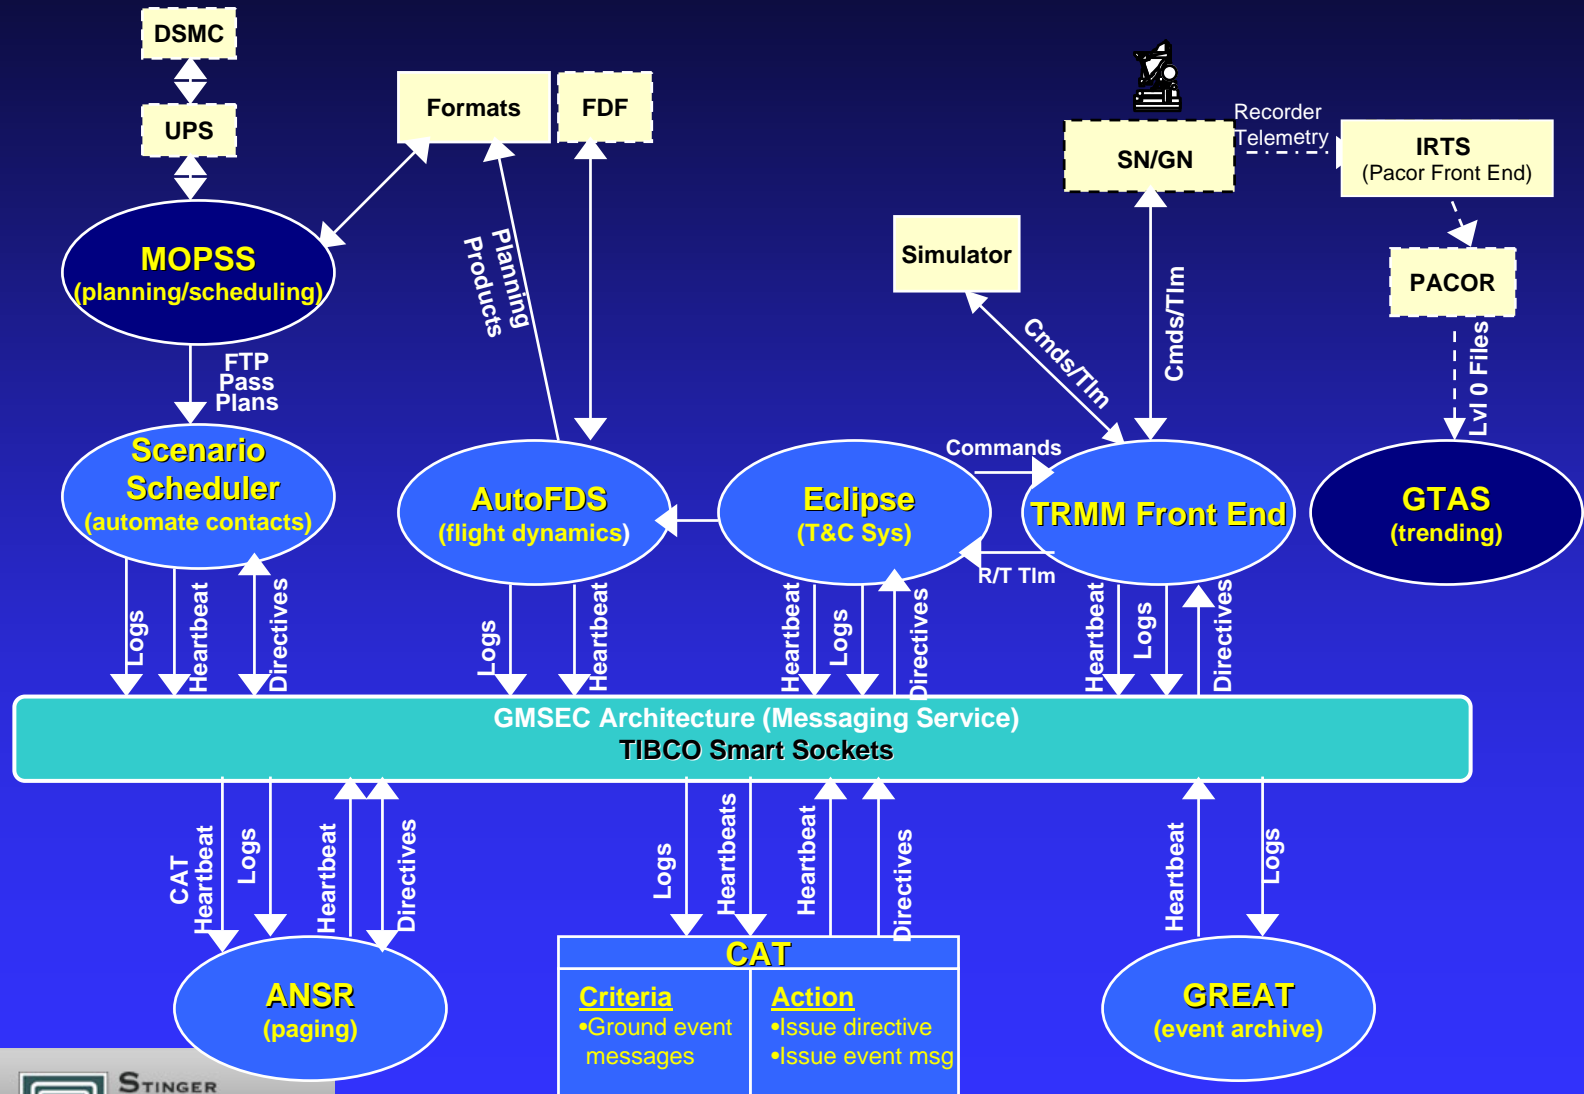 DSMC
UPS
Formats
FDF
SN/GN
Recorder
Telemetry
IRTS
(Pacor Front End)
Simulator
PACOR
MOPSS
(planning/scheduling)
Planning
Products
Cmds/Tlm
Cmds/Tlm
Lvl 0 Files
FTP
Pass
Plans
Scenario
Scheduler
(automate contacts)
AutoFDS
(flight dynamics)
Eclipse
(T&C Sys)
Commands
R/T Tlm
TRMM Front End
GTAS
(trending)
Logs
Heartbeat
Directives
Logs
Heartbeat
Heartbeat
Logs
Directives
Heartbeat
Logs
Directives
GMSEC Architecture (Messaging Service)
TIBCO Smart Sockets
CAT
Heartbeat
Logs
Heartbeat
Directives
Logs
Heartbeats
Heartbeat
Directives
Heartbeat
Logs
ANSR
(paging)
CAT
Criteria
•Ground event
messages
Action
•Issue directive
•Issue event msg
GREAT
(event archive)
STINGER